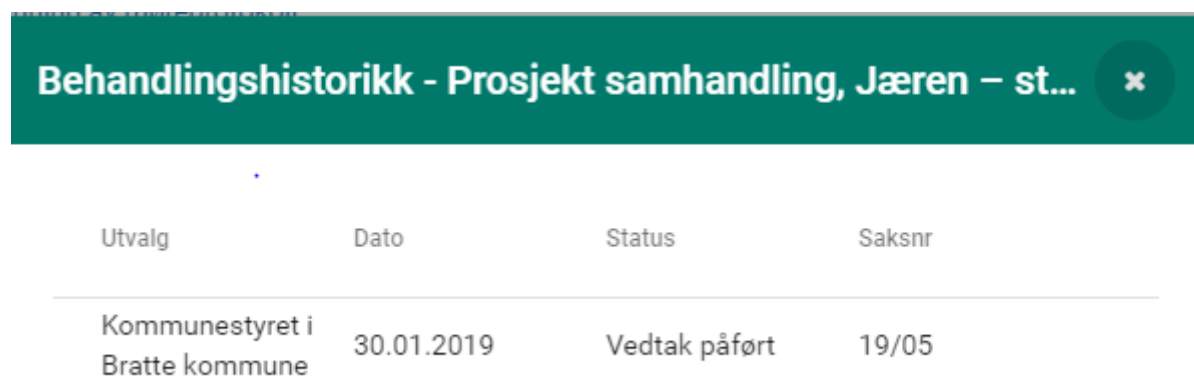 Behandlingshistorikk - Prosjekt samhandling, Jæren – st...
Utvalg Dato Status Saksnr
Kommunestyret i
Bratte kommune 30.01.2019 Vedtak påført 19/05